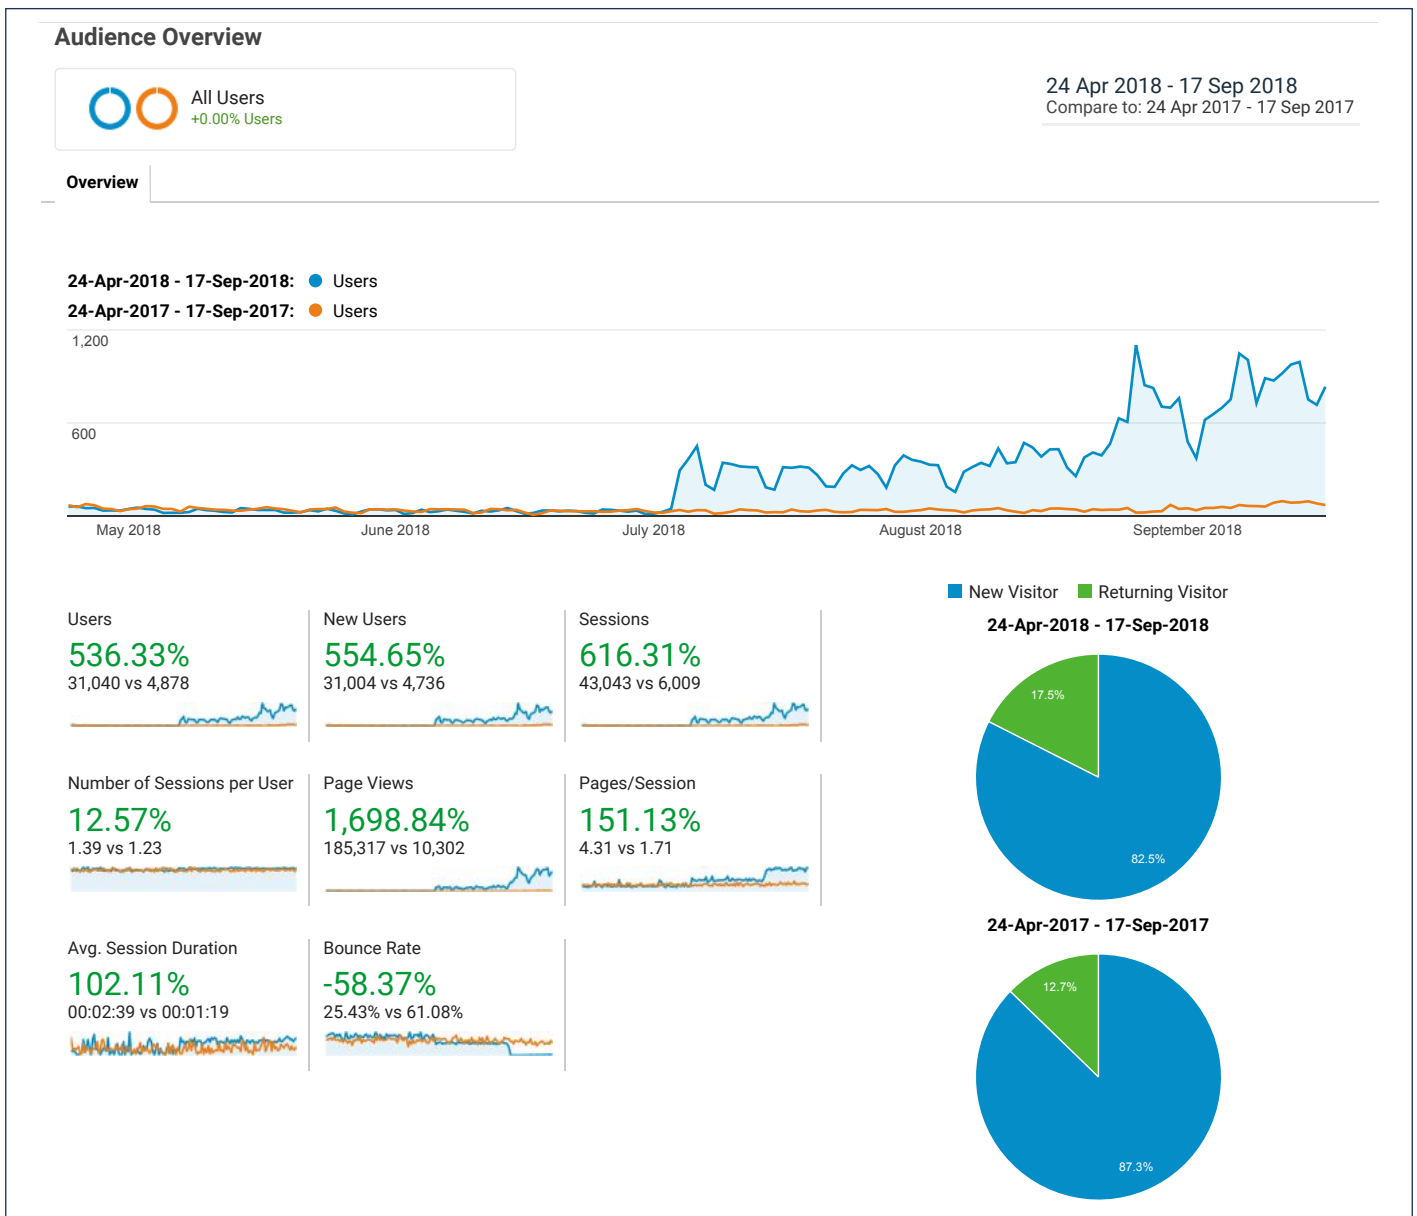 Audience Overview
All Users
+0.00% Users
24 Apr 2018 - 17 Sep 2018
Compare to: 24 Apr 2017 - 17 Sep 2017
Overview
24-Apr-2018 - 17-Sep-2018: Users
24-Apr-2017 - 17-Sep-2017: Users
1,200
600
May 2018 June 2018 July 2018 August 2018 September 2018
Users
536.33%
31,040 vs 4,878
New Users
554.65%
31,004 vs 4,736
Sessions
616.31%
43,043 vs 6,009
Number of Sessions per User
12.57%
1.39 vs 1.23
Page Views
1,698.84%
185,317 vs 10,302
Pages/Session
151.13%
4.31 vs 1.71
Avg. Session Duration
102.11%
00:02:39 vs 00:01:19
Bounce Rate
-58.37%
25.43% vs 61.08%
New Visitor Returning Visitor
24-Apr-2018 - 17-Sep-2018
17.5%
82.5%
24-Apr-2017 - 17-Sep-2017
12.7%
87.3%